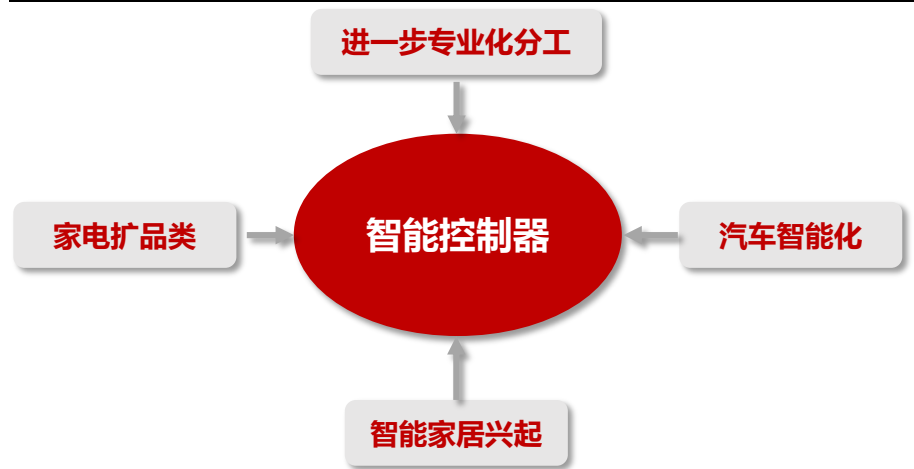 进一步专业化分工
家电扩品类
智能控制器
汽车智能化
智能家居兴起